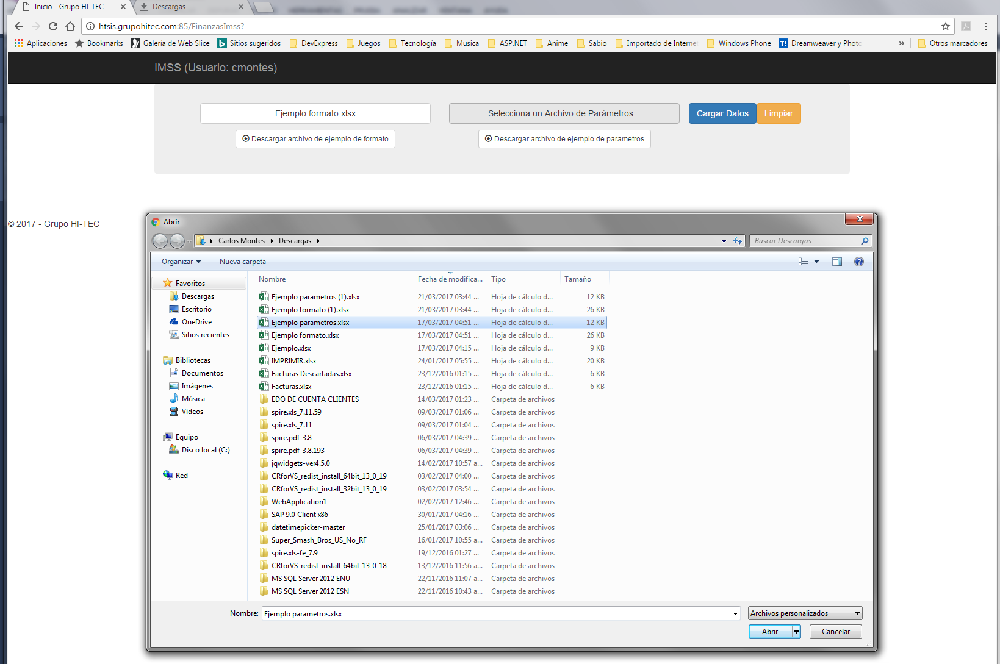 Inicio - Grupo HI-TEC
Descargas
htsis.grupohitec.com:85/FinanzasImss?
Aplicaciones Bookmarks Galería de Web Slice Sitios sugeridos DevExpress Juegos Tecnología Musica ASP.NET Anime Sabio Importado de Interne Windows Phone Dreamweaver y Photo » Otros marcadores
IMSS (Usuario: cmontes)
Ejemplo formato.xlsx Selecciona un Archivo de Parámetros... Cargar Datos Limpiar
Descargar archivo de ejemplo de formato Descargar archivo de ejemplo de parametros
© 2017 - Grupo HI-TEC
Abrir
Carlos Montes Descargas Buscar Descargas
Organizar Nueva carpeta
Favoritos
Descargas
Escritorio
OneDrive
Sitios recientes
Bibliotecas
Documentos
Imágenes
Música
Vídeos
Equipo
Disco local (C:)
Red
Nombre Fecha de modifica... Tipo Tamaño
Ejemplo parametros (1).xlsx 21/03/2017 03:44 ... Hoja de cálculo d... 12 KB
Ejemplo formato (1).xlsx 21/03/2017 03:44 ... Hoja de cálculo d... 26 KB
Ejemplo parametros.xlsx 17/03/2017 04:51 ... Hoja de cálculo d... 12 KB
Ejemplo formato.xlsx 17/03/2017 04:51 ... Hoja de cálculo d... 26 KB
Ejemplo.xlsx 17/03/2017 04:15 ... Hoja de cálculo d... 9 KB
IMPRIMIR.xlsx 24/01/2017 05:55 ... Hoja de cálculo d... 20 KB
Facturas Descartadas.xlsx 23/12/2016 01:15 ... Hoja de cálculo d... 6 KB
Facturas.xlsx 23/12/2016 01:15 ... Hoja de cálculo d... 6 KB
EDO DE CUENTA CLIENTES 14/03/2017 01:23 ... Carpeta de archivos
spire.xls_7.11.59 09/03/2017 01:06 ... Carpeta de archivos
spire.xls_7.11 09/03/2017 01:04 ... Carpeta de archivos
spire.pdf_3.8 06/03/2017 04:39 ... Carpeta de archivos
spire.pdf_3.8.193 06/03/2017 04:39 ... Carpeta de archivos
jqwidgets-ver4.5.0 14/02/2017 10:57 a... Carpeta de archivos
CRforVS_redist_install_64bit_13_0_19 03/02/2017 04:00 ... Carpeta de archivos
CRforVS_redist_install_32bit_13_0_19 03/02/2017 03:54 ... Carpeta de archivos
WebApplication1 02/02/2017 12:46 ... Carpeta de archivos
SAP 9.0 Client x86 30/01/2017 04:16 ... Carpeta de archivos
datetimepicker-master 25/01/2017 03:06 ... Carpeta de archivos
Super_Smash_Bros_US_No_RF 16/01/2017 10:55 a... Carpeta de archivos
spire.xls-fe_7.9 19/12/2016 01:27 ... Carpeta de archivos
CRforVS_redist_install_64bit_13_0_18 13/12/2016 11:56 a... Carpeta de archivos
MS SQL Server 2012 ENU 22/11/2016 11:07 a... Carpeta de archivos
MS SQL Server 2012 ESN 22/11/2016 10:43 a... Carpeta de archivos
Nombre: Ejemplo parametros.xlsx Archivos personalizados
Abrir Cancelar